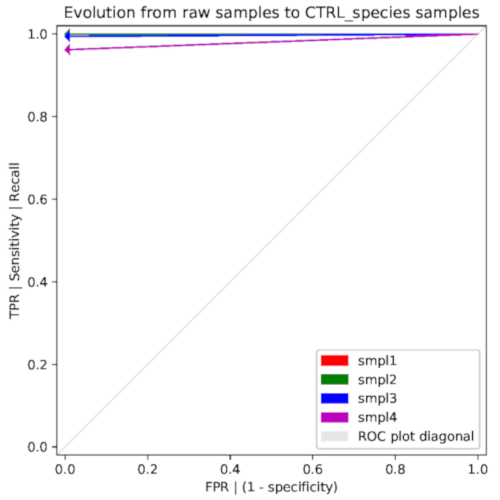 Evolution from raw samples to CTRL_species samples
1.0
0.8
0.6
0.4
0.2
0.0
TPR | Sensitivity | Recall
0.0 0.2 0.4 0.6 0.8 1.0
FPR | (1 - specificity)
smpl1
smpl2
smpl3
smpl4
ROC plot diagonal